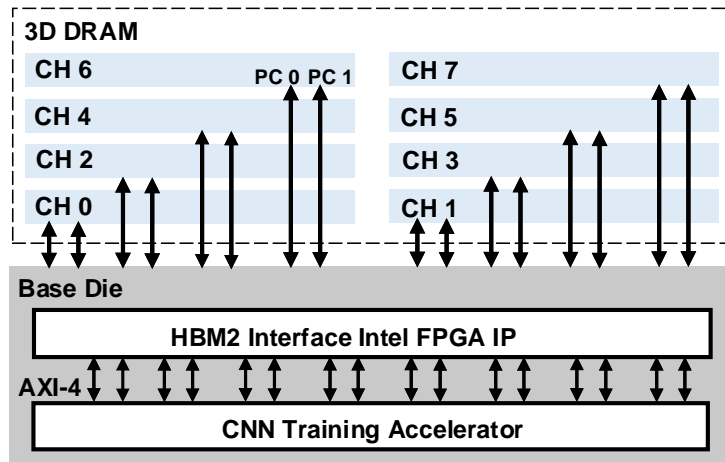 3D DRAM
CH 6
PC 0 PC 1
CH 7
CH 4
CH 5
CH 2
CH 3
CH 0
CH 1
Base Die
HBM2 Interface Intel FPGA IP
AXI-4
CNN Training Accelerator